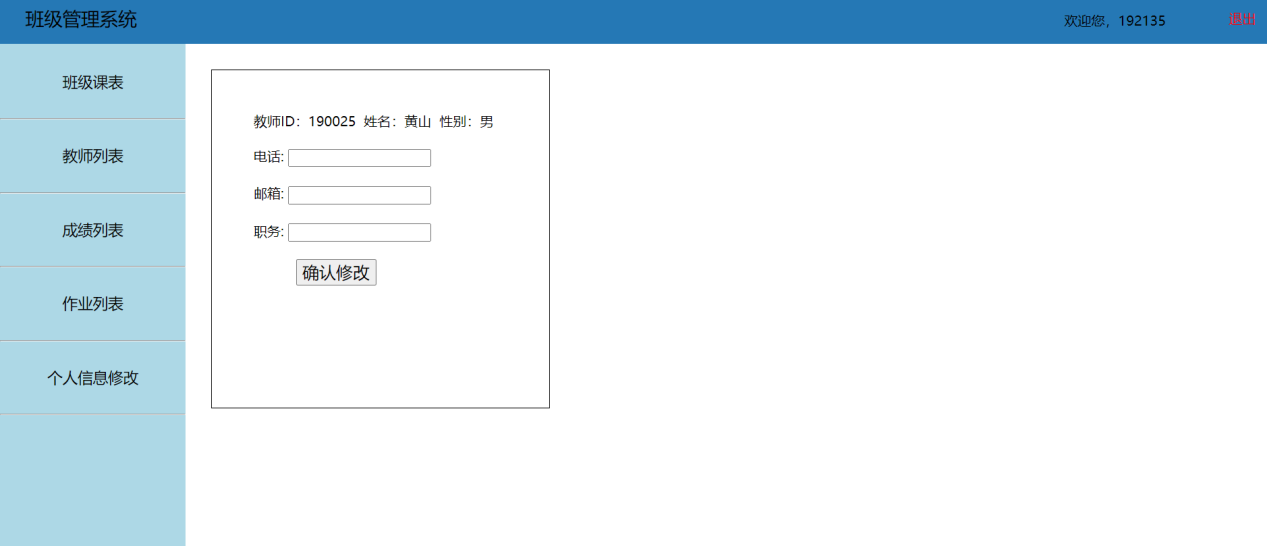 班级管理系统
欢迎您，192135
退出
班级课表
教师列表
成绩列表
作业列表
个人信息修改
教师ID：190025 姓名：黄山 性别：男
电话:
邮箱:
职务:
确认修改